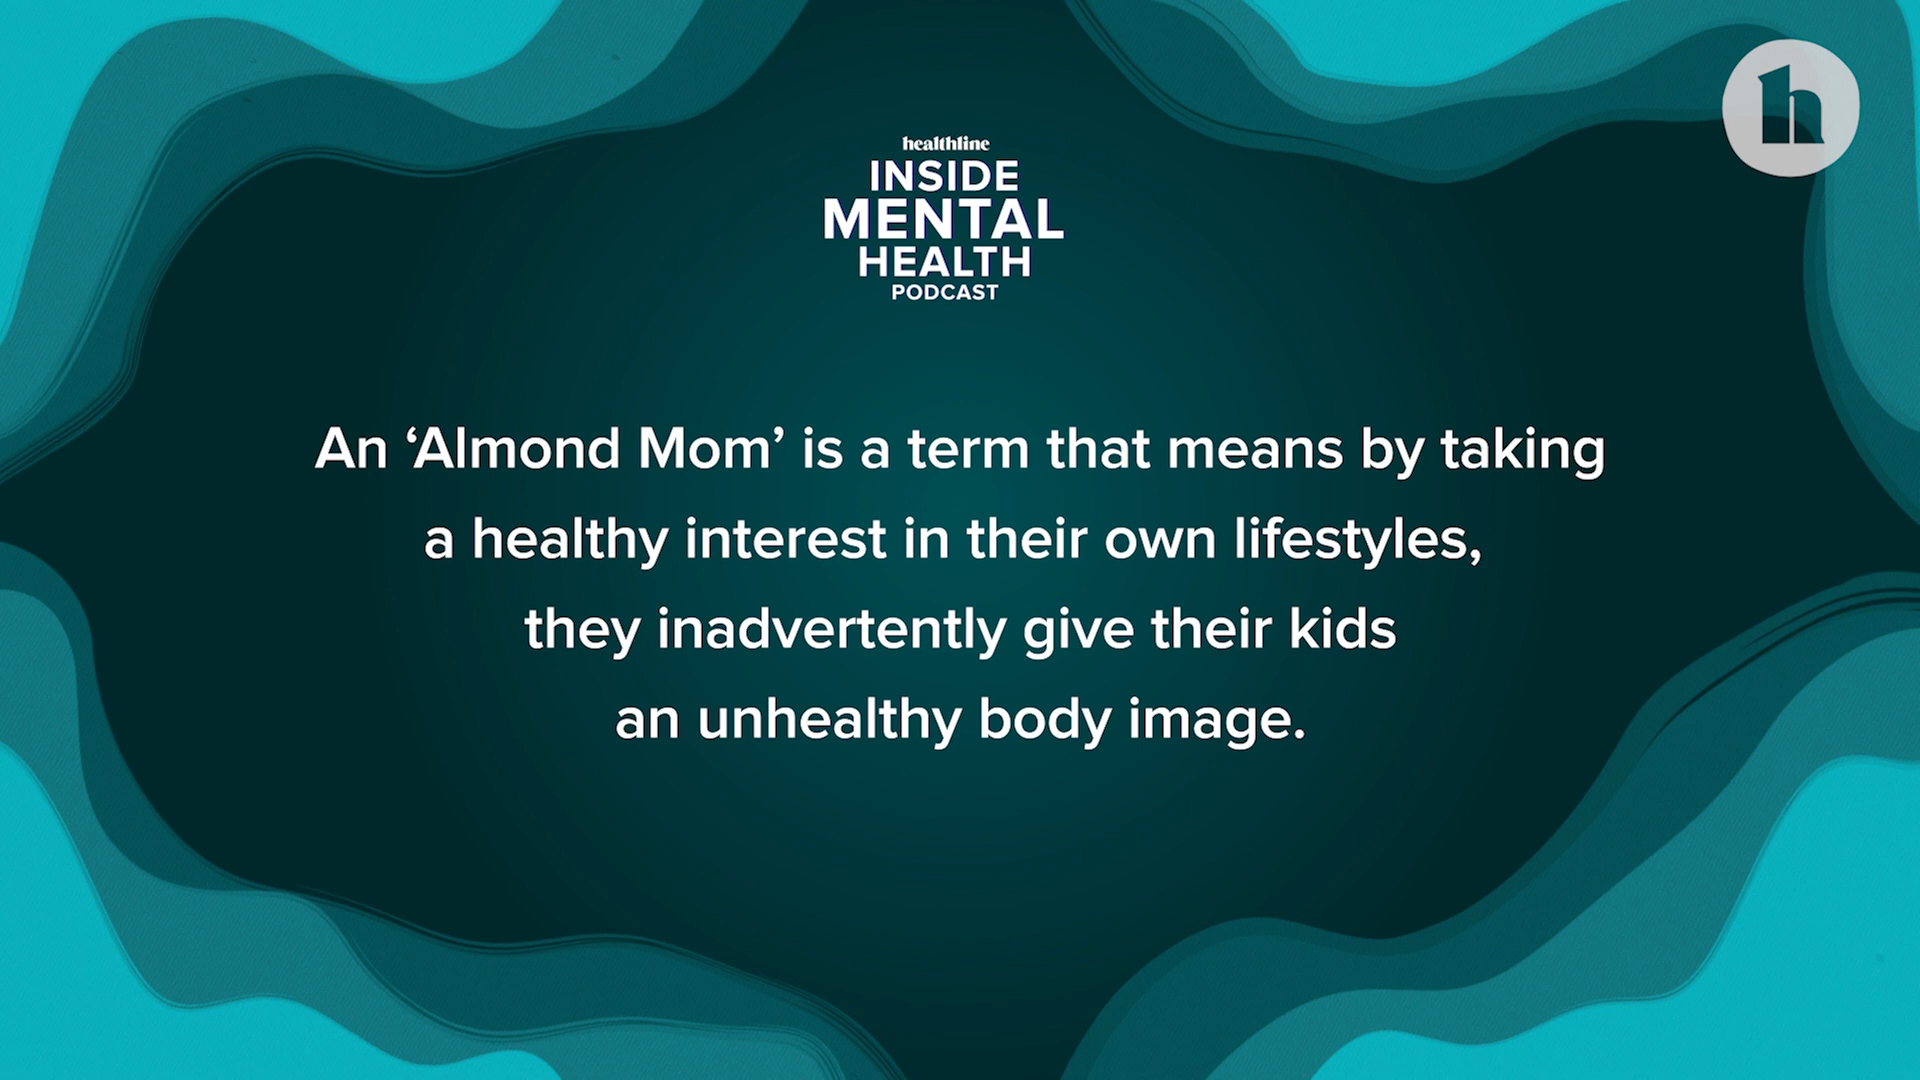 healthline
INSIDE
MENTAL
HEALTH
PODCAST
h
An ‘Almond Mom’ is a term that means by taking
a healthy interest in their own lifestyles,
they inadvertently give their kids
an unhealthy body image.